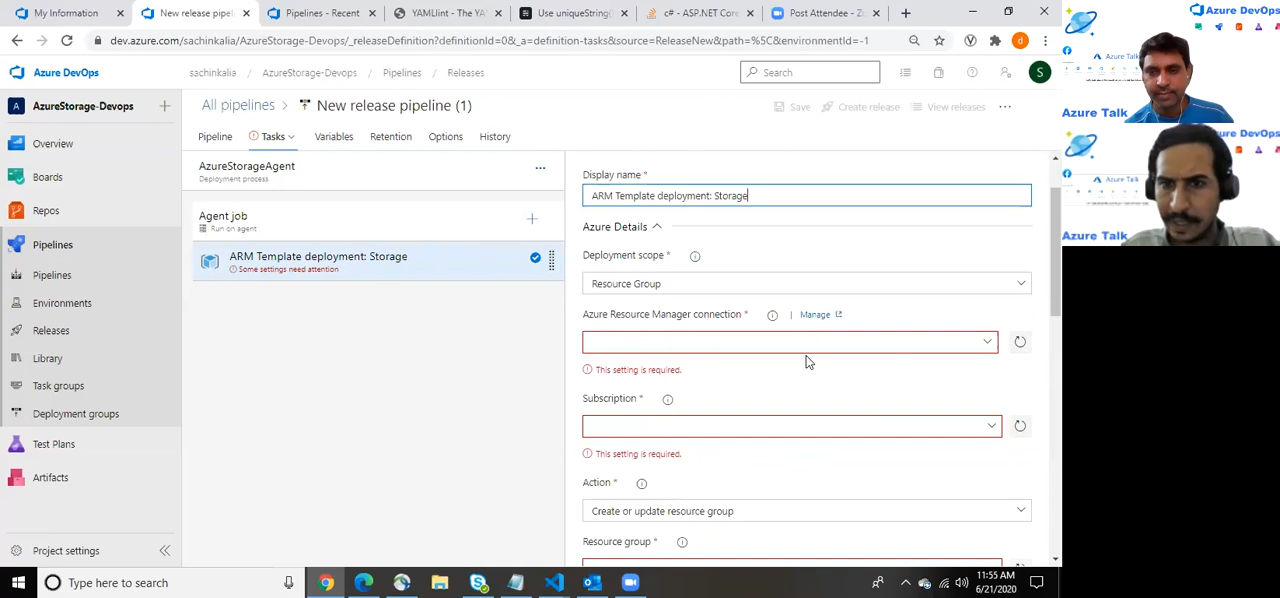 My Information
New release pipeline (1)
Pipelines - Recent
YAMLlint - The YA
Use uniqueString()
c# - ASP.NET Core
Post Attendee - Zo
dev.azure.com/sachinkalia/AzureStorage-Devops/_releaseDefinition?definitionId=0&_a=definition-tasks&source=ReleaseNew&path=%5C&environmentId=-1
Azure DevOps
sachinkalia / AzureStorage-Devops / Pipelines / Releases
Search
S
A
AzureStorage-Devops
All pipelines > New release pipeline (1)
Save
Create release
View releases
Overview
Boards
Repos
Pipelines
Pipelines
Environments
Releases
Library
Task groups
Deployment groups
Test Plans
Artifacts
Project settings
Pipeline
Tasks
Variables
Retention
Options
History
AzureStorageAgent
Deployment process
Agent job
Run on agent
ARM Template deployment: Storage
Some settings need attention
Display name *
ARM Template deployment: Storage
Azure Details
Deployment scope *
Resource Group
Azure Resource Manager connection * | Manage
This setting is required.
Subscription *
This setting is required.
Action *
Create or update resource group
Resource group *
Type here to search
11:55 AM
6/21/2020
Azure DevOps
Azure Talk
Azure Talk
Azure DevOps
Azure Talk
Azure Talk